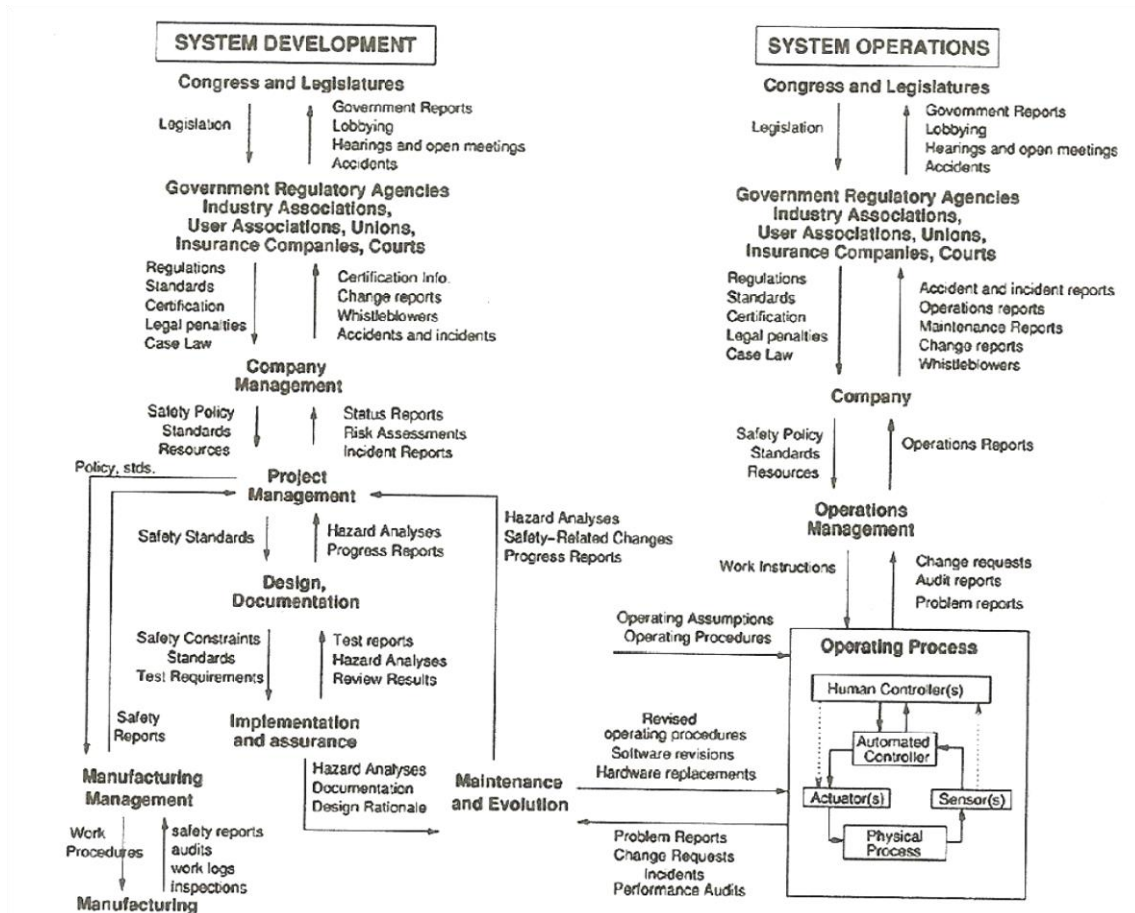 SYSTEM DEVELOPMENT
Congress and Legislatures
Legislation
Government Reports
Lobbying
Hearings and open meetings
Accidents
Government Regulatory Agencies
Industry Associations,
User Associations, Unions,
Insurance Companies, Courts
Regulations
Standards
Certification
Legal penalties
Case Law
Certification Info.
Change reports
Whistleblowers
Accidents and incidents
Company
Management
Safety Policy
Standards
Resources
Status Reports
Risk Assessments
Incident Reports
Policy, stds.
Project
Management
Safety Standards
Hazard Analyses
Progress Reports
Hazard Analyses
Safety-Related Changes
Progress Reports
Design,
Documentation
Safety Constraints
Standards
Test Requirements
Test reports
Hazard Analyses
Review Results
Implementation
and assurance
Safety
Reports
Hazard Analyses
Documentation
Design Rationale
Manufacturing
Management
Work
Procedures
safety reports
audits
work logs
inspections
Manufacturing
Maintenance
and Evolution
SYSTEM OPERATIONS
Congress and Legislatures
Legislation
Government Reports
Lobbying
Hearings and open meetings
Accidents
Government Regulatory Agencies
Industry Associations,
User Associations, Unions,
Insurance Companies, Courts
Regulations
Standards
Certification
Legal penalties
Case Law
Accident and incident reports
Operations reports
Maintenance Reports
Change reports
Whistleblowers
Company
Safety Policy
Standards
Resources
Operations Reports
Operations
Management
Work Instructions
Change requests
Audit reports
Problem reports
Operating Assumptions
Operating Procedures
Operating Process
Human Controller(s)
Automated
Controller
Actuator(s)
Sensor(s)
Physical
Process
Revised
operating procedures
Software revisions
Hardware replacements
Problem Reports
Change Requests
Incidents
Performance Audits